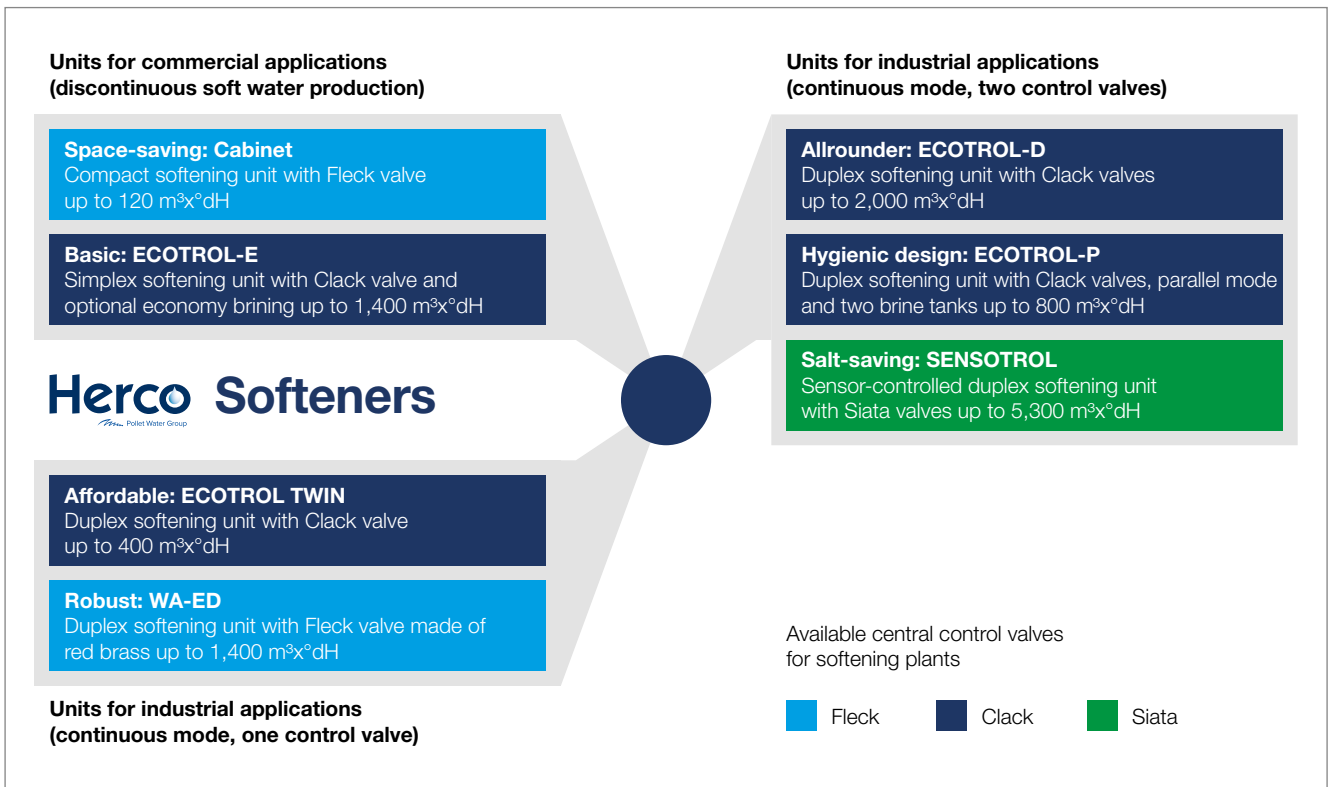 Units for commercial applications
(discontinuous soft water production)
Space-saving: Cabinet
Compact softening unit with Fleck valve
up to 120 m³x°dH
Basic: ECOTROL-E
Simplex softening unit with Clack valve and
optional economy brining up to 1,400 m³x°dH
Units for industrial applications
(continuous mode, two control valves)
Allrounder: ECOTROL-D
Duplex softening unit with Clack valves
up to 2,000 m³x°dH
Hygienic design: ECOTROL-P
Duplex softening unit with Clack valves, parallel mode
and two brine tanks up to 800 m³x°dH
Salt-saving: SENSOTROL
Sensor-controlled duplex softening unit
with Siata valves up to 5,300 m³x°dH
Herco Softeners
Pollet Water Group
Affordable: ECOTROL TWIN
Duplex softening unit with Clack valve
up to 400 m³x°dH
Robust: WA-ED
Duplex softening unit with Fleck valve made of
red brass up to 1,400 m³x°dH
Units for industrial applications
(continuous mode, one control valve)
Available central control valves
for softening plants
Fleck Clack Siata